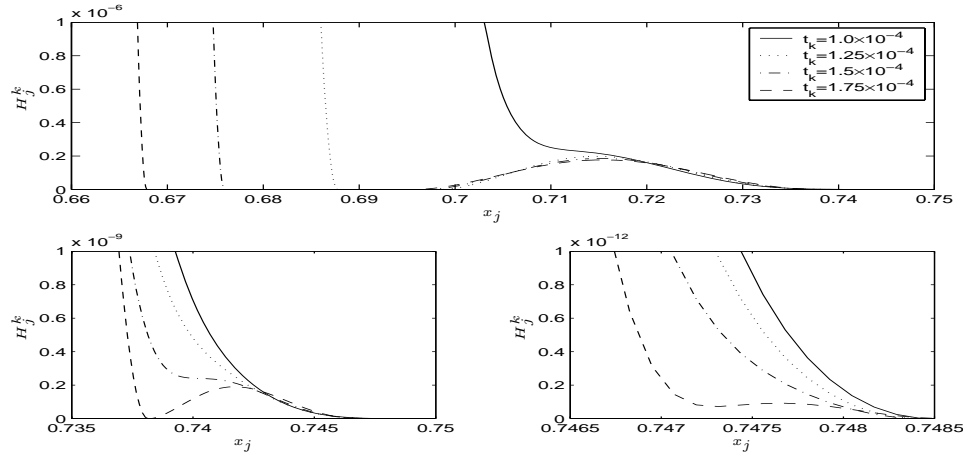 x 10⁻⁶
1
0.8
0.6
0.4
0.2
0
H_j^k
0.66 0.67 0.68 0.69 0.7 0.71 0.72 0.73 0.74 0.75
x_j
t_k=1.0×10⁻⁴
t_k=1.25×10⁻⁴
t_k=1.5×10⁻⁴
t_k=1.75×10⁻⁴
x 10⁻⁹
1
0.8
0.6
0.4
0.2
0
H_j^k
0.735 0.74 0.745 0.75
x_j
x 10⁻¹²
1
0.8
0.6
0.4
0.2
0
H_j^k
0.7465 0.747 0.7475 0.748 0.7485
x_j